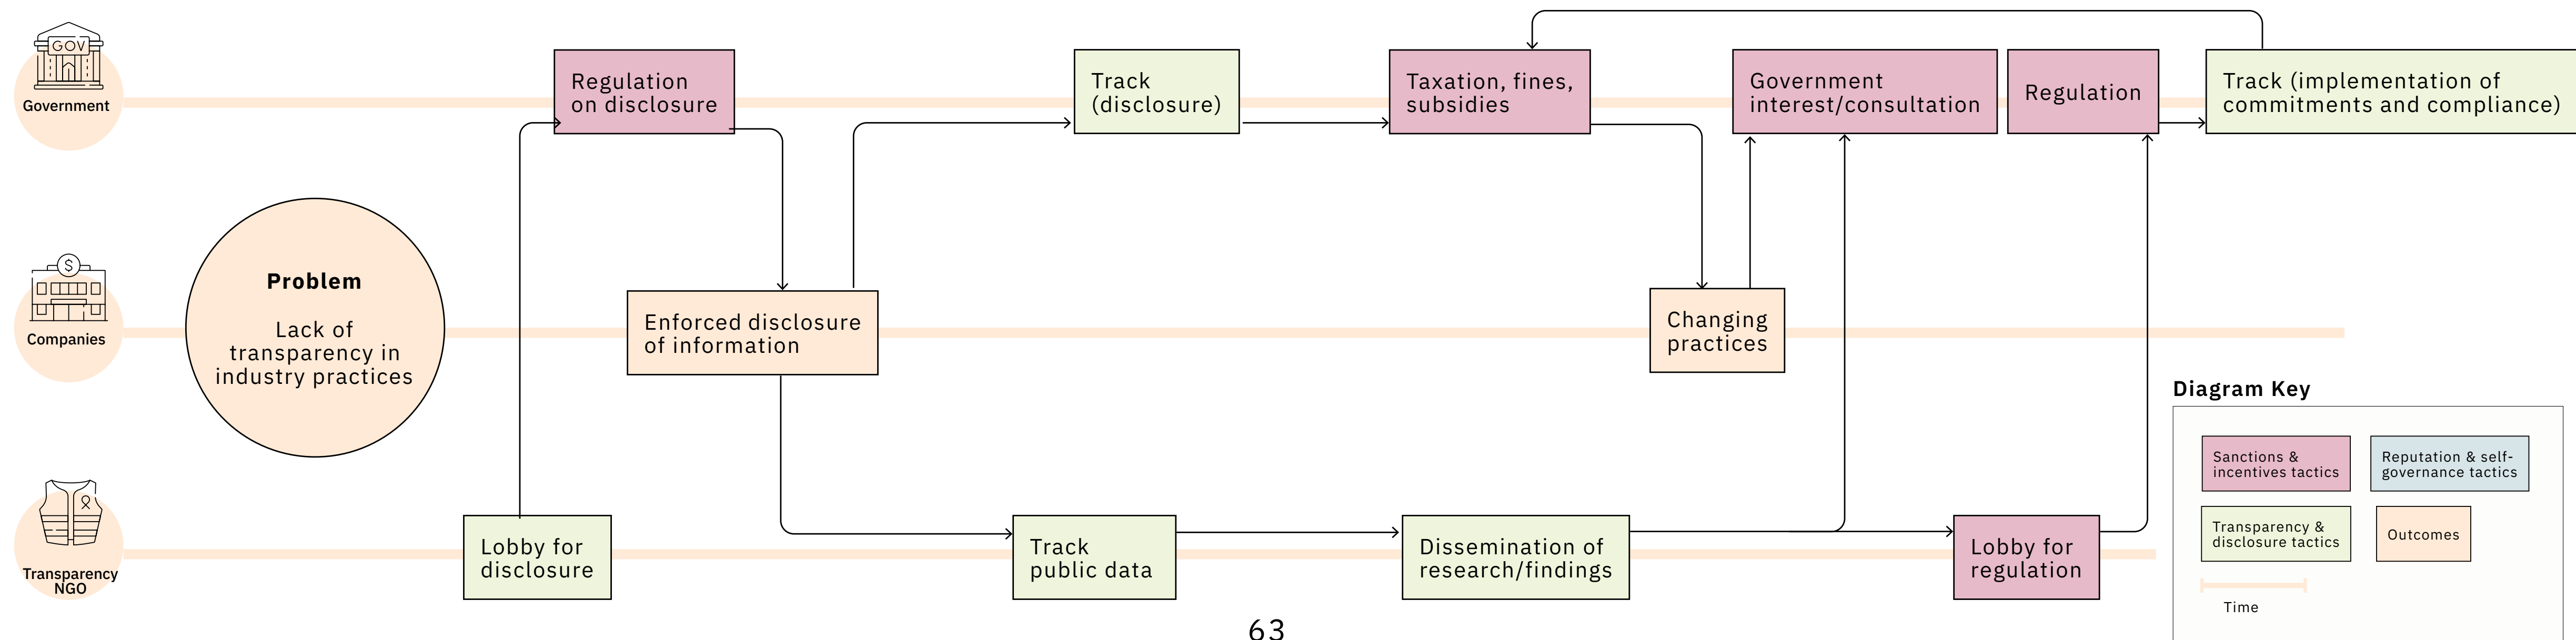 GOV
Government
Regulation
on disclosure
Track
(disclosure)
Taxation, fines,
subsidies
Government
interest/consultation
Regulation
Track (implementation of
commitments and compliance)
$
Companies
Problem
Lack of
transparency in
industry practices
Enforced disclosure
of information
Changing
practices
Transparency
NGO
Lobby for
disclosure
Track
public data
Dissemination of
research/findings
Lobby for
regulation
Diagram Key
Sanctions &
incentives tactics
Reputation & self-
governance tactics
Transparency &
disclosure tactics
Outcomes
Time
63